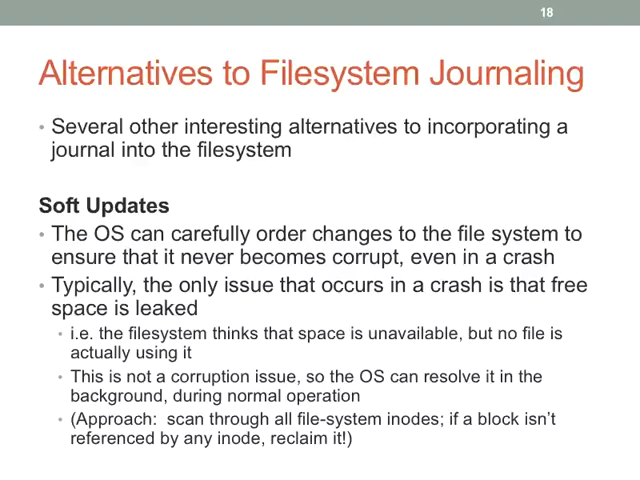 18
Alternatives to Filesystem Journaling
• Several other interesting alternatives to incorporating a
journal into the filesystem
Soft Updates
• The OS can carefully order changes to the file system to
ensure that it never becomes corrupt, even in a crash
• Typically, the only issue that occurs in a crash is that free
space is leaked
• i.e. the filesystem thinks that space is unavailable, but no file is
actually using it
• This is not a corruption issue, so the OS can resolve it in the
background, during normal operation
• (Approach:  scan through all file-system inodes; if a block isn’t
referenced by any inode, reclaim it!)